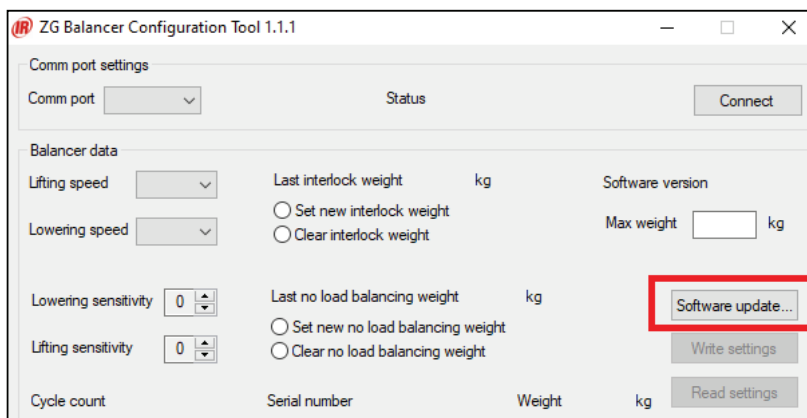 IR ZG Balancer Configuration Tool 1.1.1
Comm port settings
Comm port Status Connect
Balancer data
Lifting speed Last interlock weight kg Software version
Set new interlock weight
Lowering speed Clear interlock weight Max weight kg
Lowering sensitivity 0 Last no load balancing weight kg Software update...
Set new no load balancing weight
Lifting sensitivity 0 Clear no load balancing weight Write settings
Cycle count Serial number Weight kg Read settings